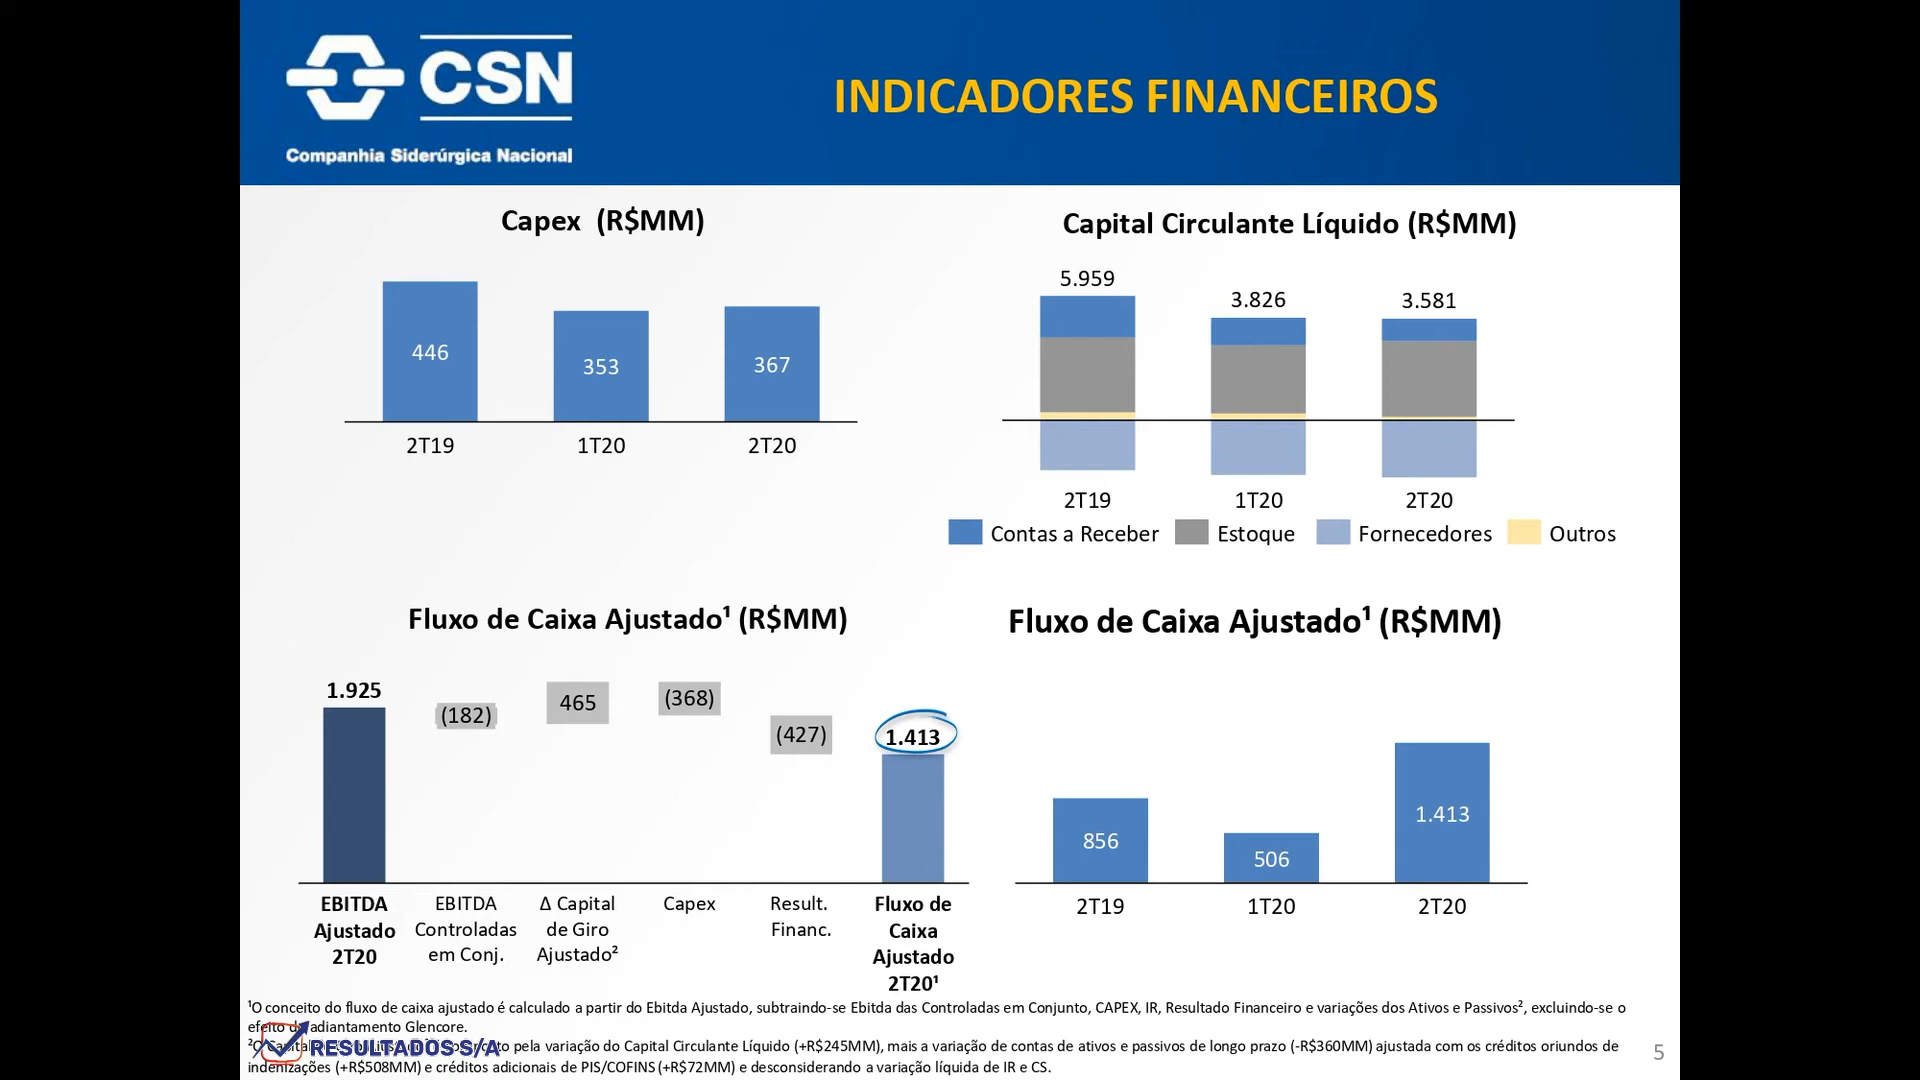 CSN
Companhia Siderúrgica Nacional
INDICADORES FINANCEIROS
Capex (R$MM)
446
353
367
2T19
1T20
2T20
Capital Circulante Líquido (R$MM)
5.959
3.826
3.581
2T19
1T20
2T20
Contas a Receber
Estoque
Fornecedores
Outros
Fluxo de Caixa Ajustado¹ (R$MM)
1.925
(182)
465
(368)
(427)
1.413
EBITDA
Ajustado
2T20
EBITDA
Controladas
em Conj.
Δ Capital
de Giro
Ajustado²
Capex
Result.
Financ.
Fluxo de
Caixa
Ajustado
2T20¹
Fluxo de Caixa Ajustado¹ (R$MM)
856
506
1.413
2T19
1T20
2T20
¹O conceito do fluxo de caixa ajustado é calculado a partir do Ebitda Ajustado, subtraindo-se Ebitda das Controladas em Conjunto, CAPEX, IR, Resultado Financeiro e variações dos Ativos e Passivos², excluindo-se o
efeito do adiantamento Glencore.
pela variação do Capital Circulante Líquido (+R$245MM), mais a variação de contas de ativos e passivos de longo prazo (-R$360MM) ajustada com os créditos oriundos de
indenizações (+R$508MM) e créditos adicionais de PIS/COFINS (+R$72MM) e desconsiderando a variação líquida de IR e CS.
RESULTADOS S/A
5